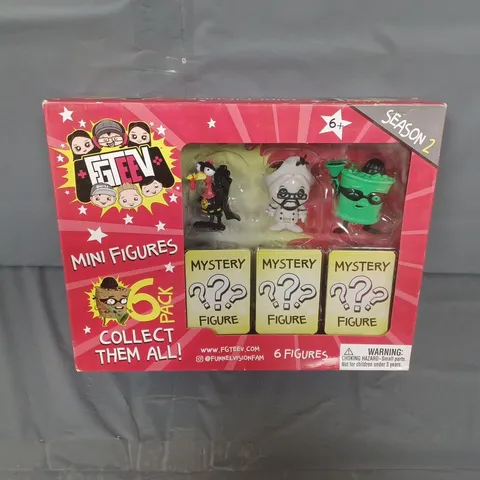 FGTEEV
MINI FIGURES
6 PACK
COLLECT
THEM ALL!
6+
SEASON 2
MYSTERY
???
FIGURE
MYSTERY
???
FIGURE
MYSTERY
???
FIGURE
WWW.FGTEEV.COM
@FUNNELVISIONFAM
6 FIGURES
WARNING:
CHOKING HAZARD-Small parts.
Not for children under 3 years.